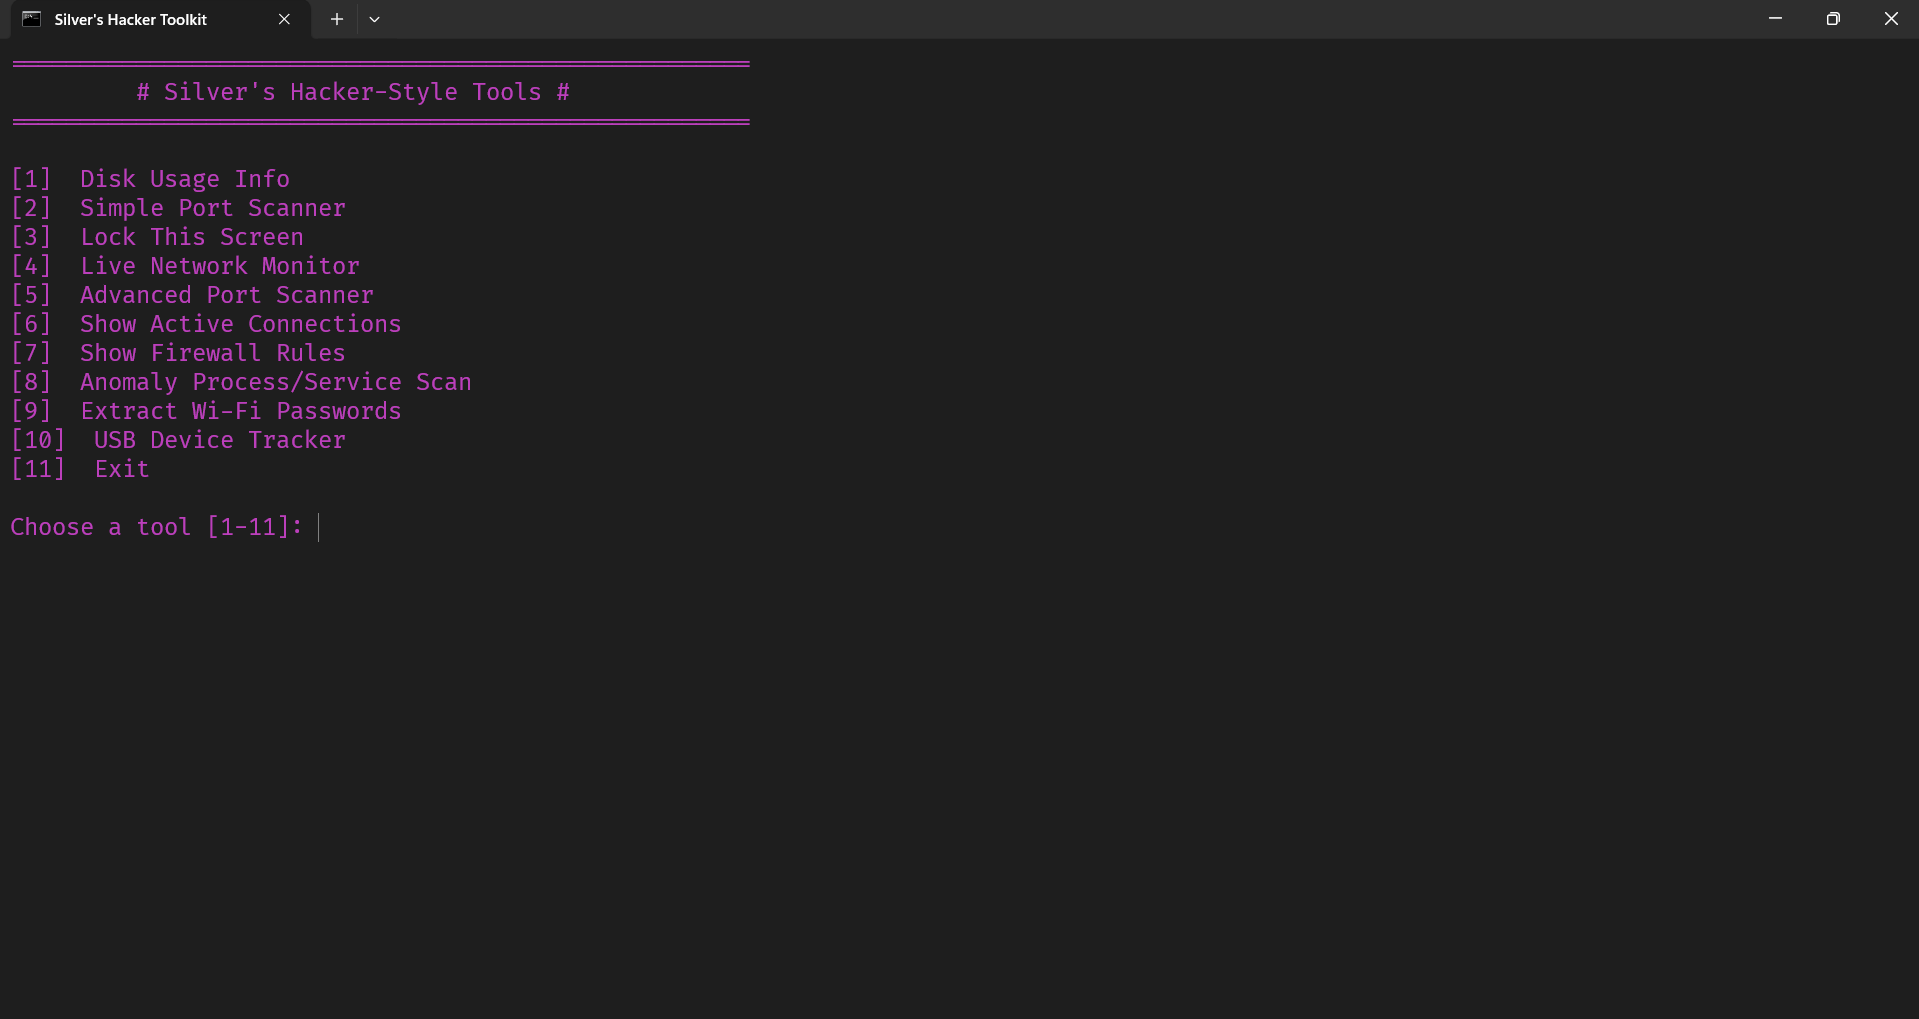 Silver's Hacker Toolkit
# Silver's Hacker-Style Tools #
[1]  Disk Usage Info
[2]  Simple Port Scanner
[3]  Lock This Screen
[4]  Live Network Monitor
[5]  Advanced Port Scanner
[6]  Show Active Connections
[7]  Show Firewall Rules
[8]  Anomaly Process/Service Scan
[9]  Extract Wi-Fi Passwords
[10]  USB Device Tracker
[11]  Exit
Choose a tool [1-11]: